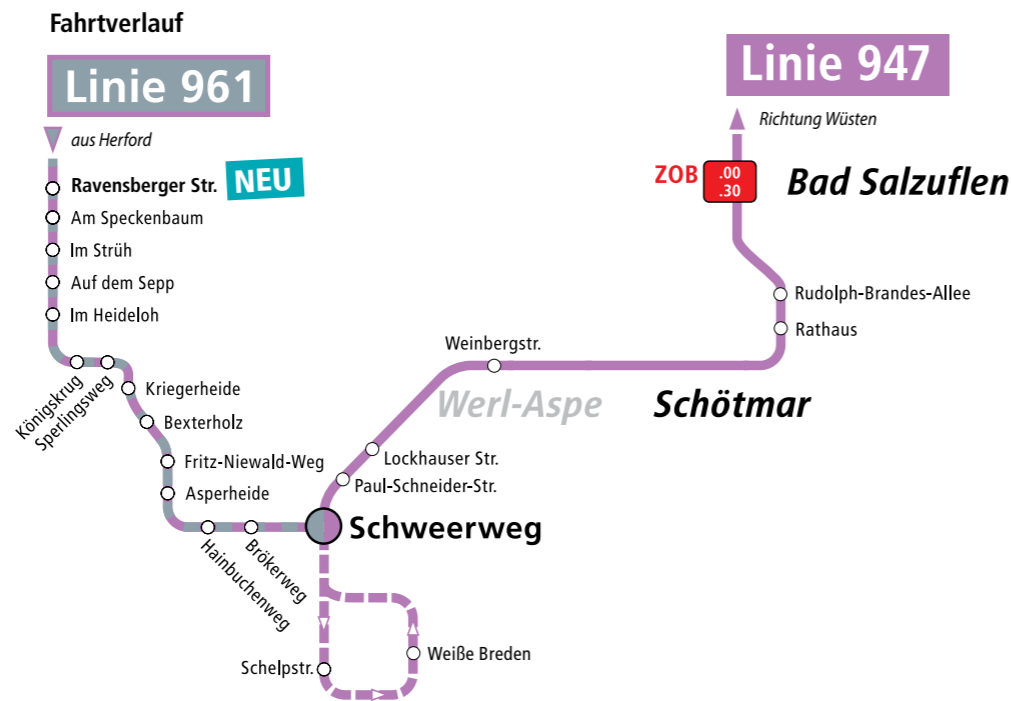 Fahrtverlauf
Linie 961
Linie 947
aus Herford
Richtung Wüsten
Ravensberger Str.
NEU
ZOB
.00
.30
Bad Salzuflen
Am Speckenbaum
Im Strüh
Auf dem Sepp
Im Heideloh
Rudolph-Brandes-Allee
Rathaus
Königskrug
Sperlingsweg
Kriegerheide
Bexterholz
Weinbergstr.
Werl-Aspe
Schötmar
Fritz-Niewald-Weg
Asperheide
Lockhauser Str.
Paul-Schneider-Str.
Hainbuchenweg
Brökerweg
Schweerweg
Schelpstr.
Weiße Breden